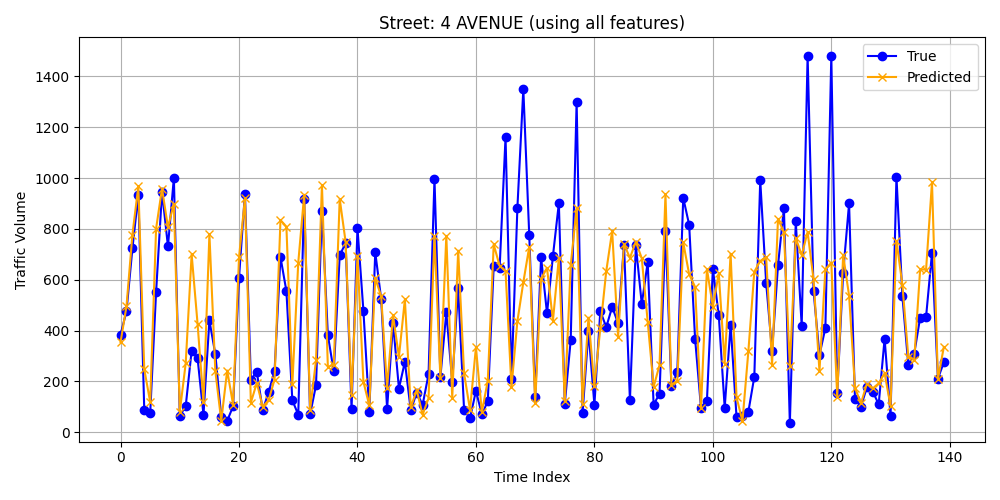 Street: 4 AVENUE (using all features)
True
Predicted
Traffic Volume
1400
1200
1000
800
600
400
200
0
0 20 40 60 80 100 120 140
Time Index